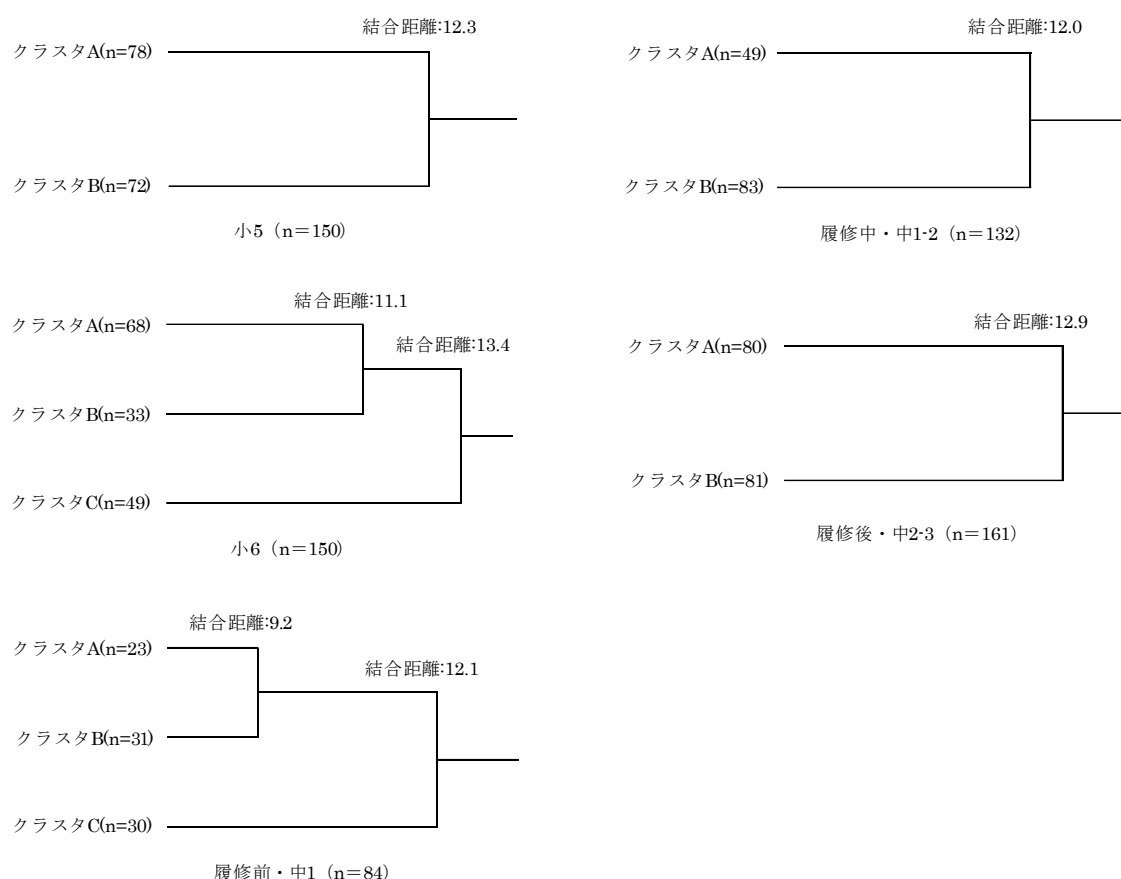 結合距離:12.3
クラスタA(n=78)
クラスタB(n=72)
小5（n＝150）
結合距離:11.1
クラスタA(n=68)
結合距離:13.4
クラスタB(n=33)
クラスタC(n=49)
小6（n＝150）
結合距離:9.2
クラスタA(n=23)
結合距離:12.1
クラスタB(n=31)
クラスタC(n=30)
履修前・中1（n＝84）
結合距離:12.0
クラスタA(n=49)
クラスタB(n=83)
履修中・中1-2（n＝132）
結合距離:12.9
クラスタA(n=80)
クラスタB(n=81)
履修後・中2-3（n＝161）